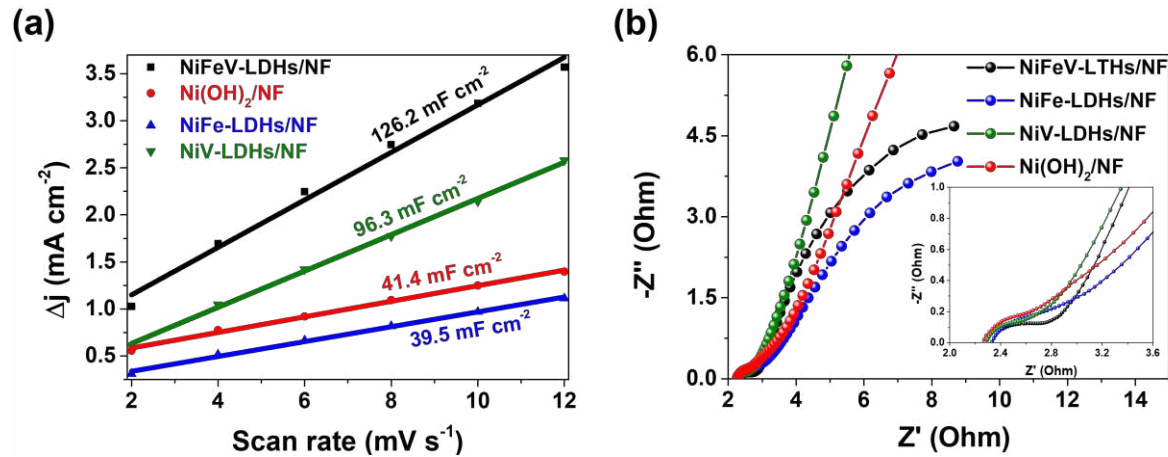 (a)
NiFeV-LDHs/NF
Ni(OH)₂/NF
NiFe-LDHs/NF
NiV-LDHs/NF
126.2 mF cm⁻²
96.3 mF cm⁻²
41.4 mF cm⁻²
39.5 mF cm⁻²
3.5
3.0
2.5
2.0
1.5
1.0
0.5
Δj (mA cm⁻²)
2 4 6 8 10 12
Scan rate (mV s⁻¹)
(b)
NiFeV-LTHs/NF
NiFe-LDHs/NF
NiV-LDHs/NF
Ni(OH)₂/NF
6.0
4.5
3.0
1.5
0.0
-Z'' (Ohm)
2 4 6 8 10 12 14
Z' (Ohm)
1.0
0.8
0.6
0.4
0.2
0.0
-Z'' (Ohm)
2.0 2.4 2.8 3.2 3.6
Z' (Ohm)